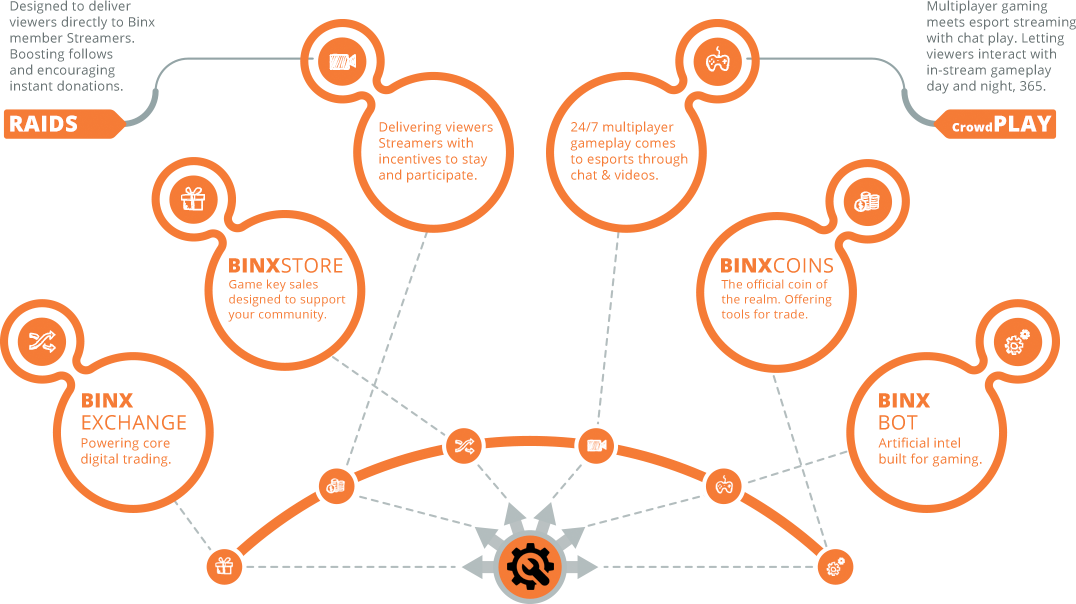 Designed to deliver
viewers directly to Binx
member Streamers.
Boosting follows
and encouraging
instant donations.
RAIDS
Multiplayer gaming
meets esport streaming
with chat play. Letting
viewers interact with
in-stream gameplay
day and night, 365.
CrowdPLAY
Delivering viewers
Streamers with
incentives to stay
and participate.
24/7 multiplayer
gameplay comes
to esports through
chat & videos.
BINXSTORE
Game key sales
designed to support
your community.
BINXCOINS
The official coin of
the realm. Offering
tools for trade.
BINX
EXCHANGE
Powering core
digital trading.
BINX
BOT
Artificial intel
built for gaming.